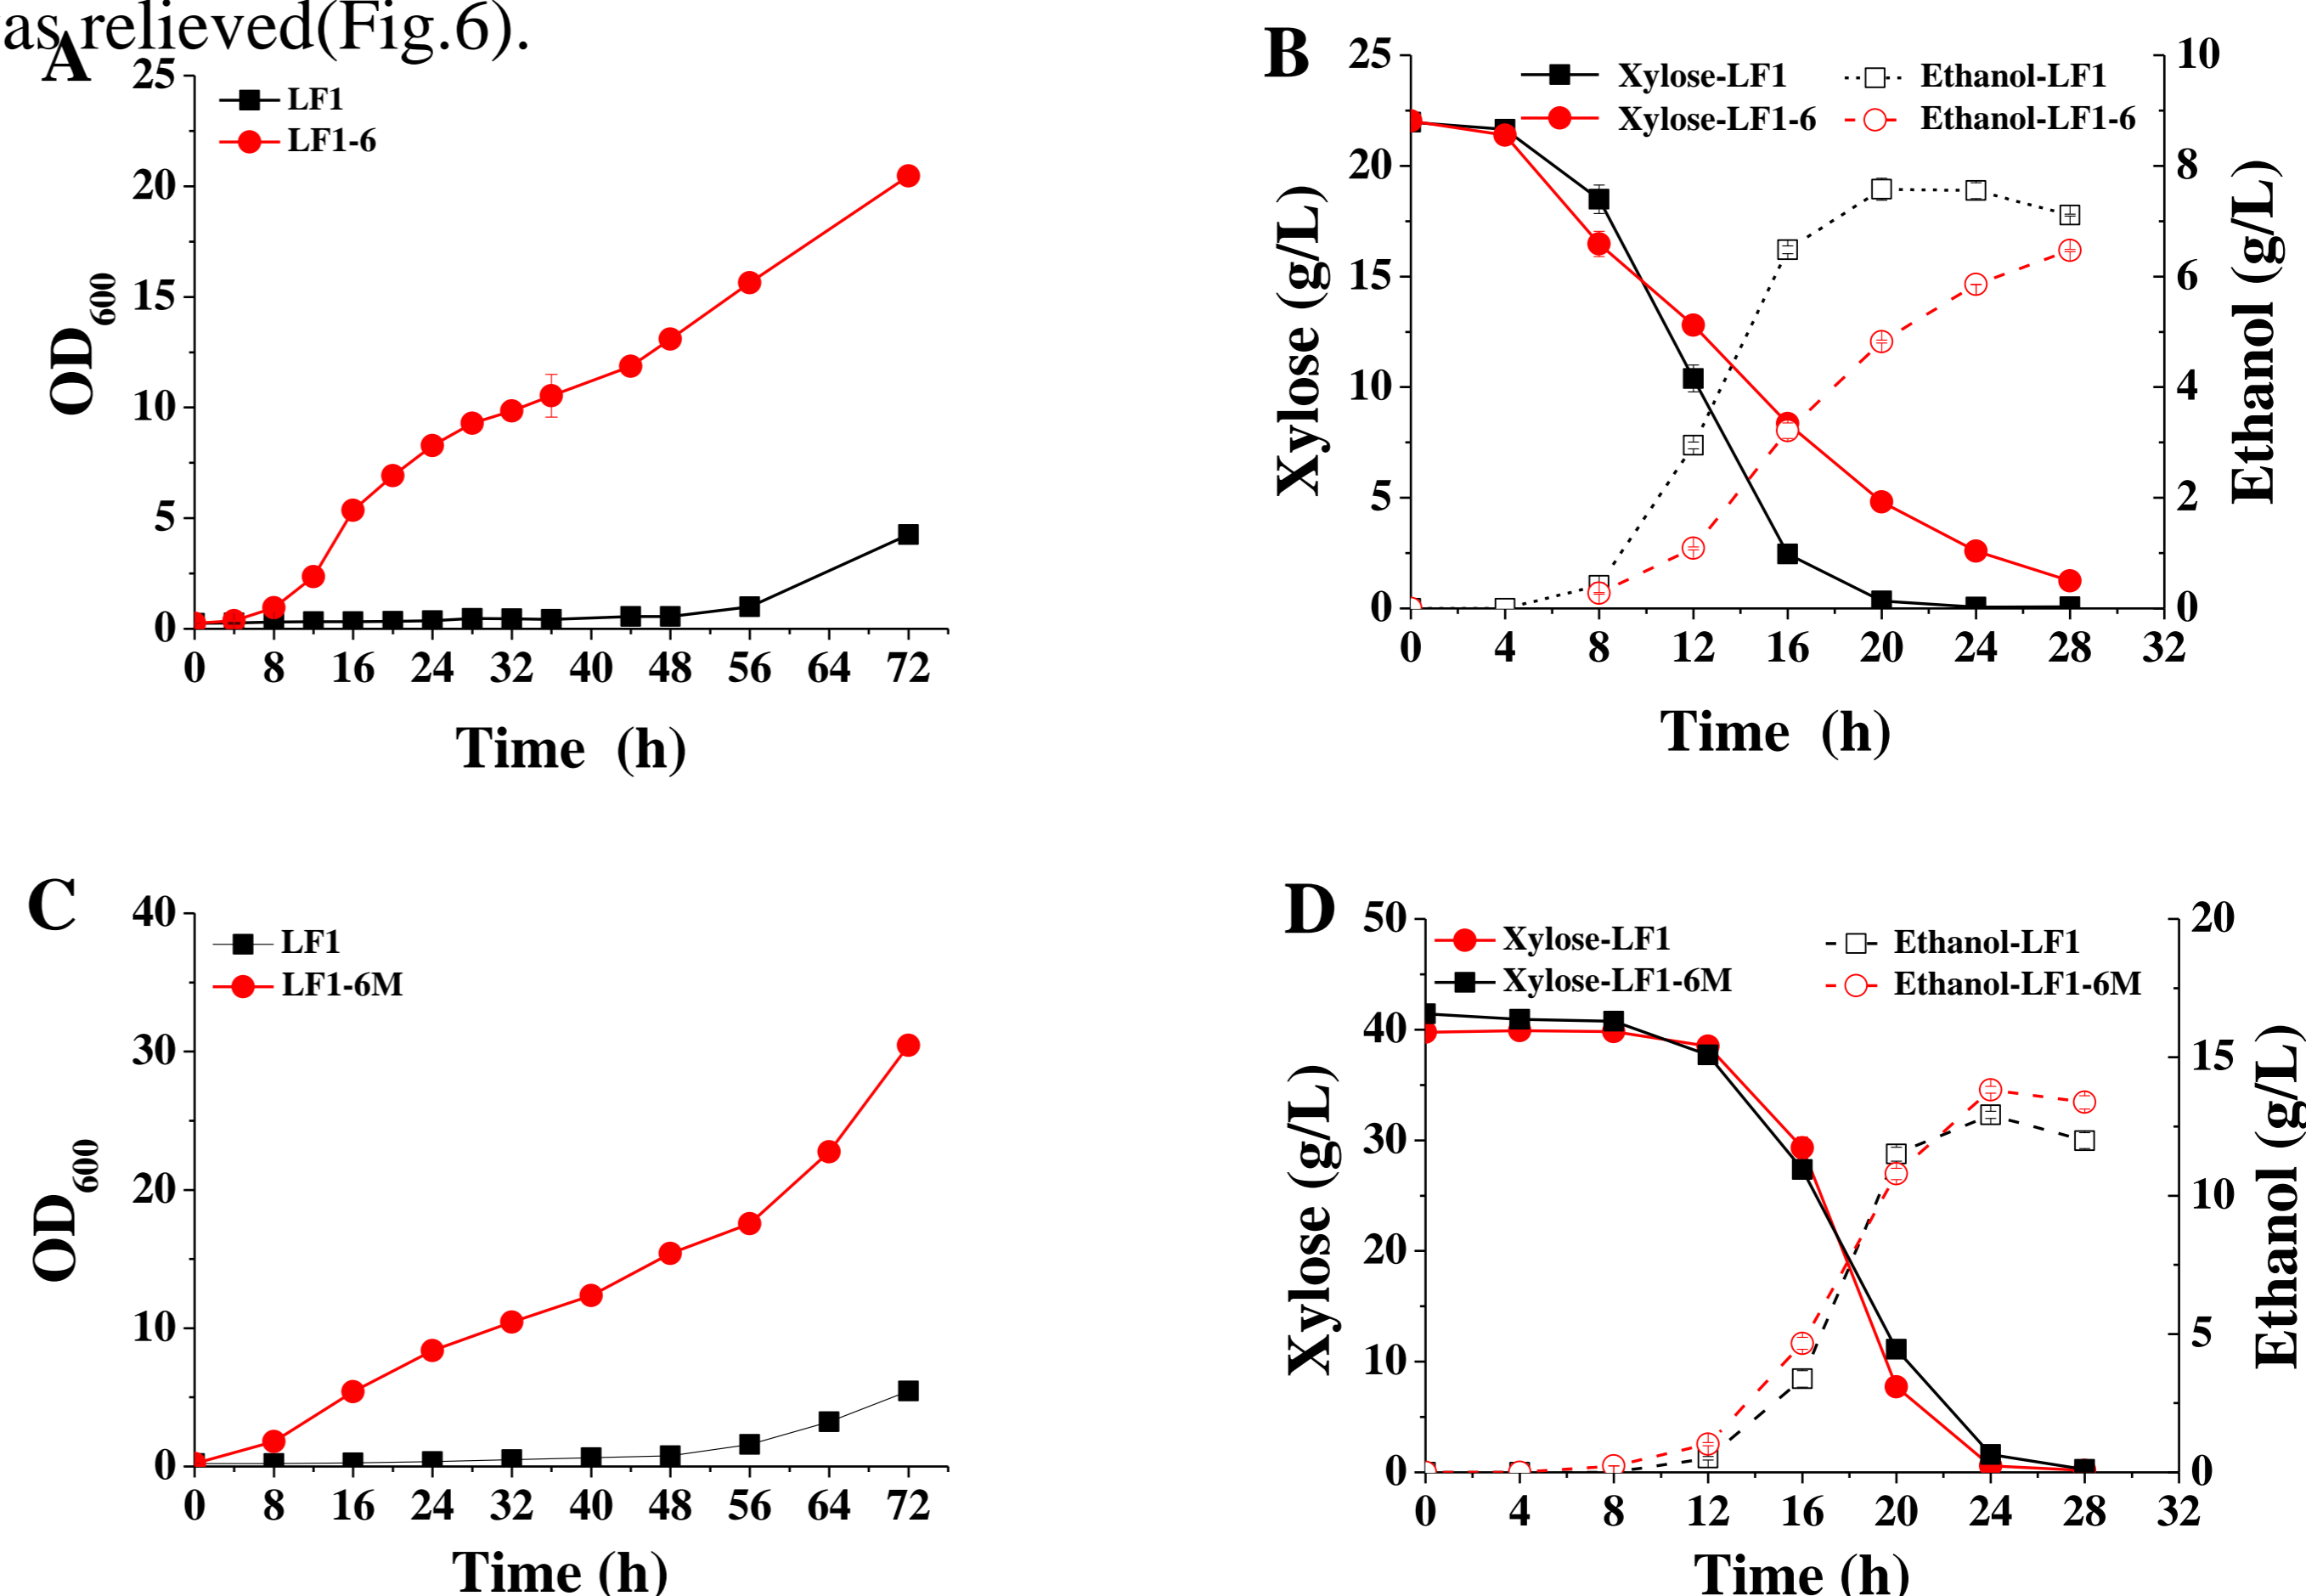 as relieved(Fig.6).
A
25
20
15
10
5
0
OD600
LF1
LF1-6
0 8 16 24 32 40 48 56 64 72
Time (h)
B
25
20
15
10
5
0
Xylose (g/L)
Xylose-LF1
Xylose-LF1-6
Ethanol-LF1
Ethanol-LF1-6
10
8
6
4
2
0
Ethanol (g/L)
0 4 8 12 16 20 24 28 32
Time (h)
C
40
30
20
10
0
OD600
LF1
LF1-6M
0 8 16 24 32 40 48 56 64 72
Time (h)
D
50
40
30
20
10
0
Xylose (g/L)
Xylose-LF1
Xylose-LF1-6M
Ethanol-LF1
Ethanol-LF1-6M
20
15
10
5
0
Ethanol (g/L)
0 4 8 12 16 20 24 28 32
Time (h)